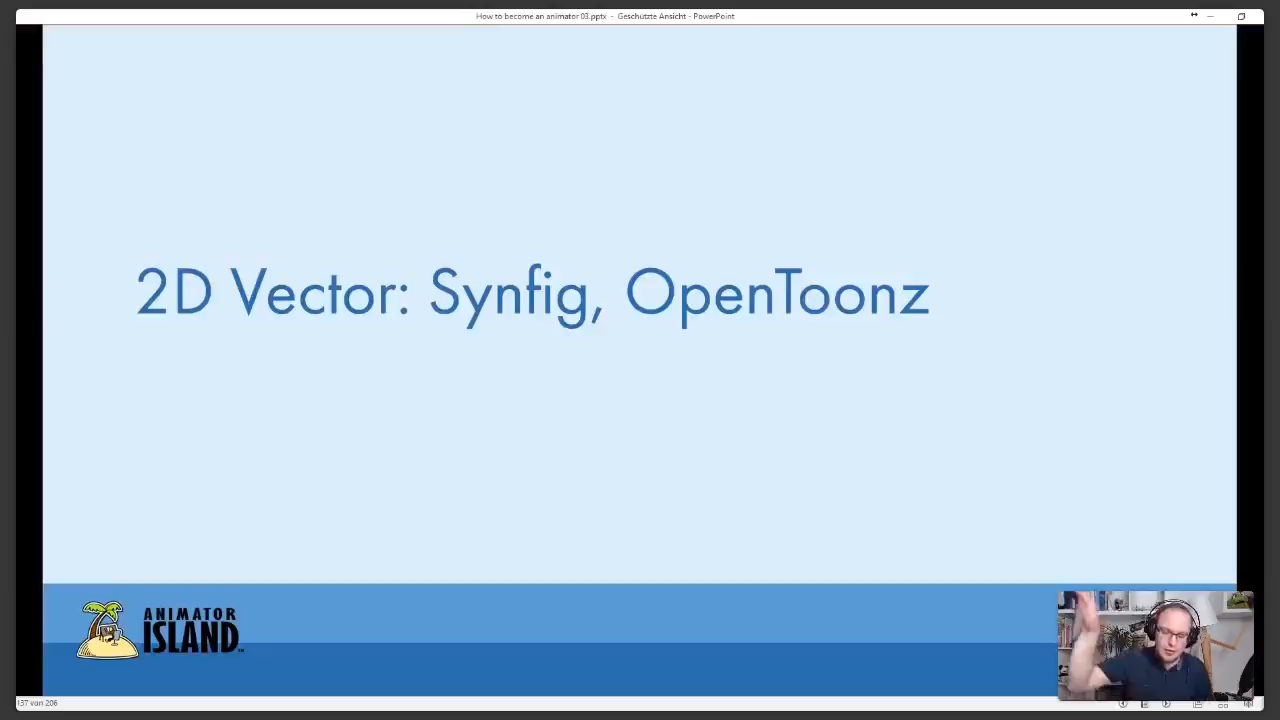 How to become an animator 03.pptx - Geschützte Ansicht - PowerPoint
2D Vector: Synfig, OpenToonz
ANIMATOR
ISLAND
137 von 206